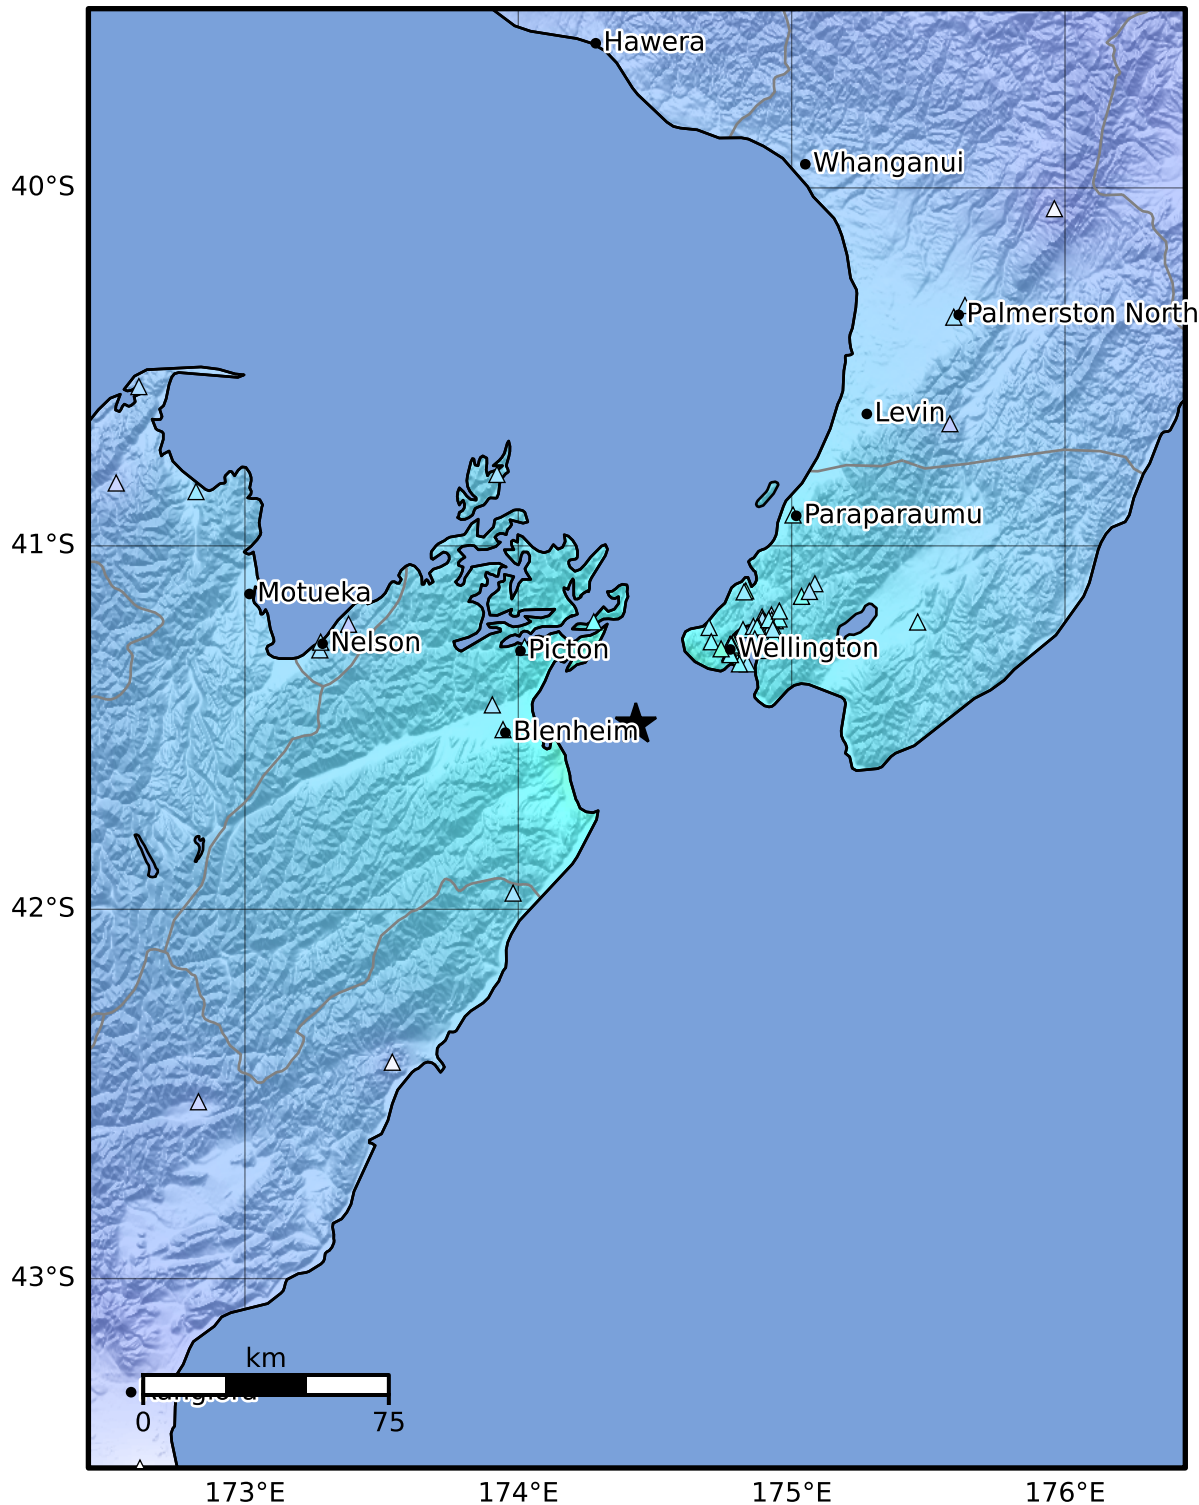 Hawera
Whanganui
40°S
Palmerston North
Levin
Paraparaumu
41°S
Motueka
Nelson
Picton
Wellington
Blenheim
42°S
43°S
km
0
75
173°E
174°E
175°E
176°E